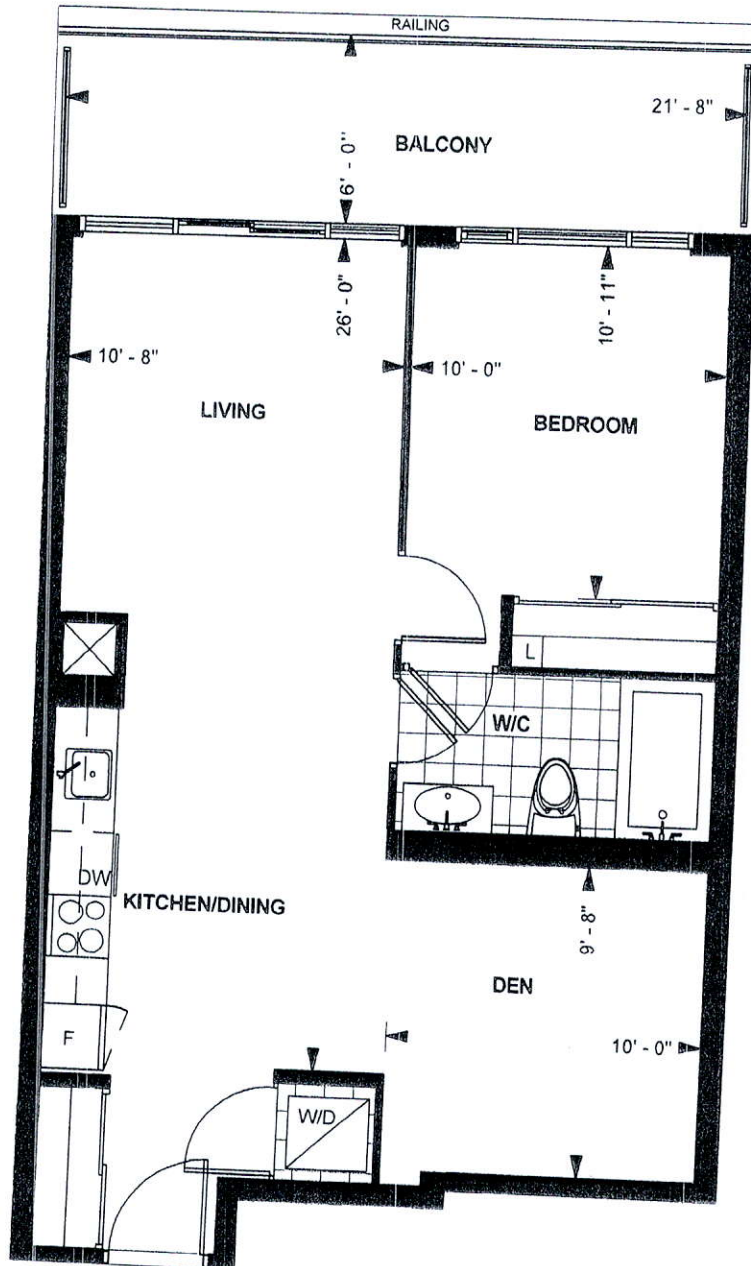 RAILING
21' - 8"
BALCONY
6' - 0"
26' - 0"
10' - 11"
10' - 8"
10' - 0"
LIVING
BEDROOM
L
W/C
DW
KITCHEN/DINING
9' - 8"
DEN
F
10' - 0"
W/D